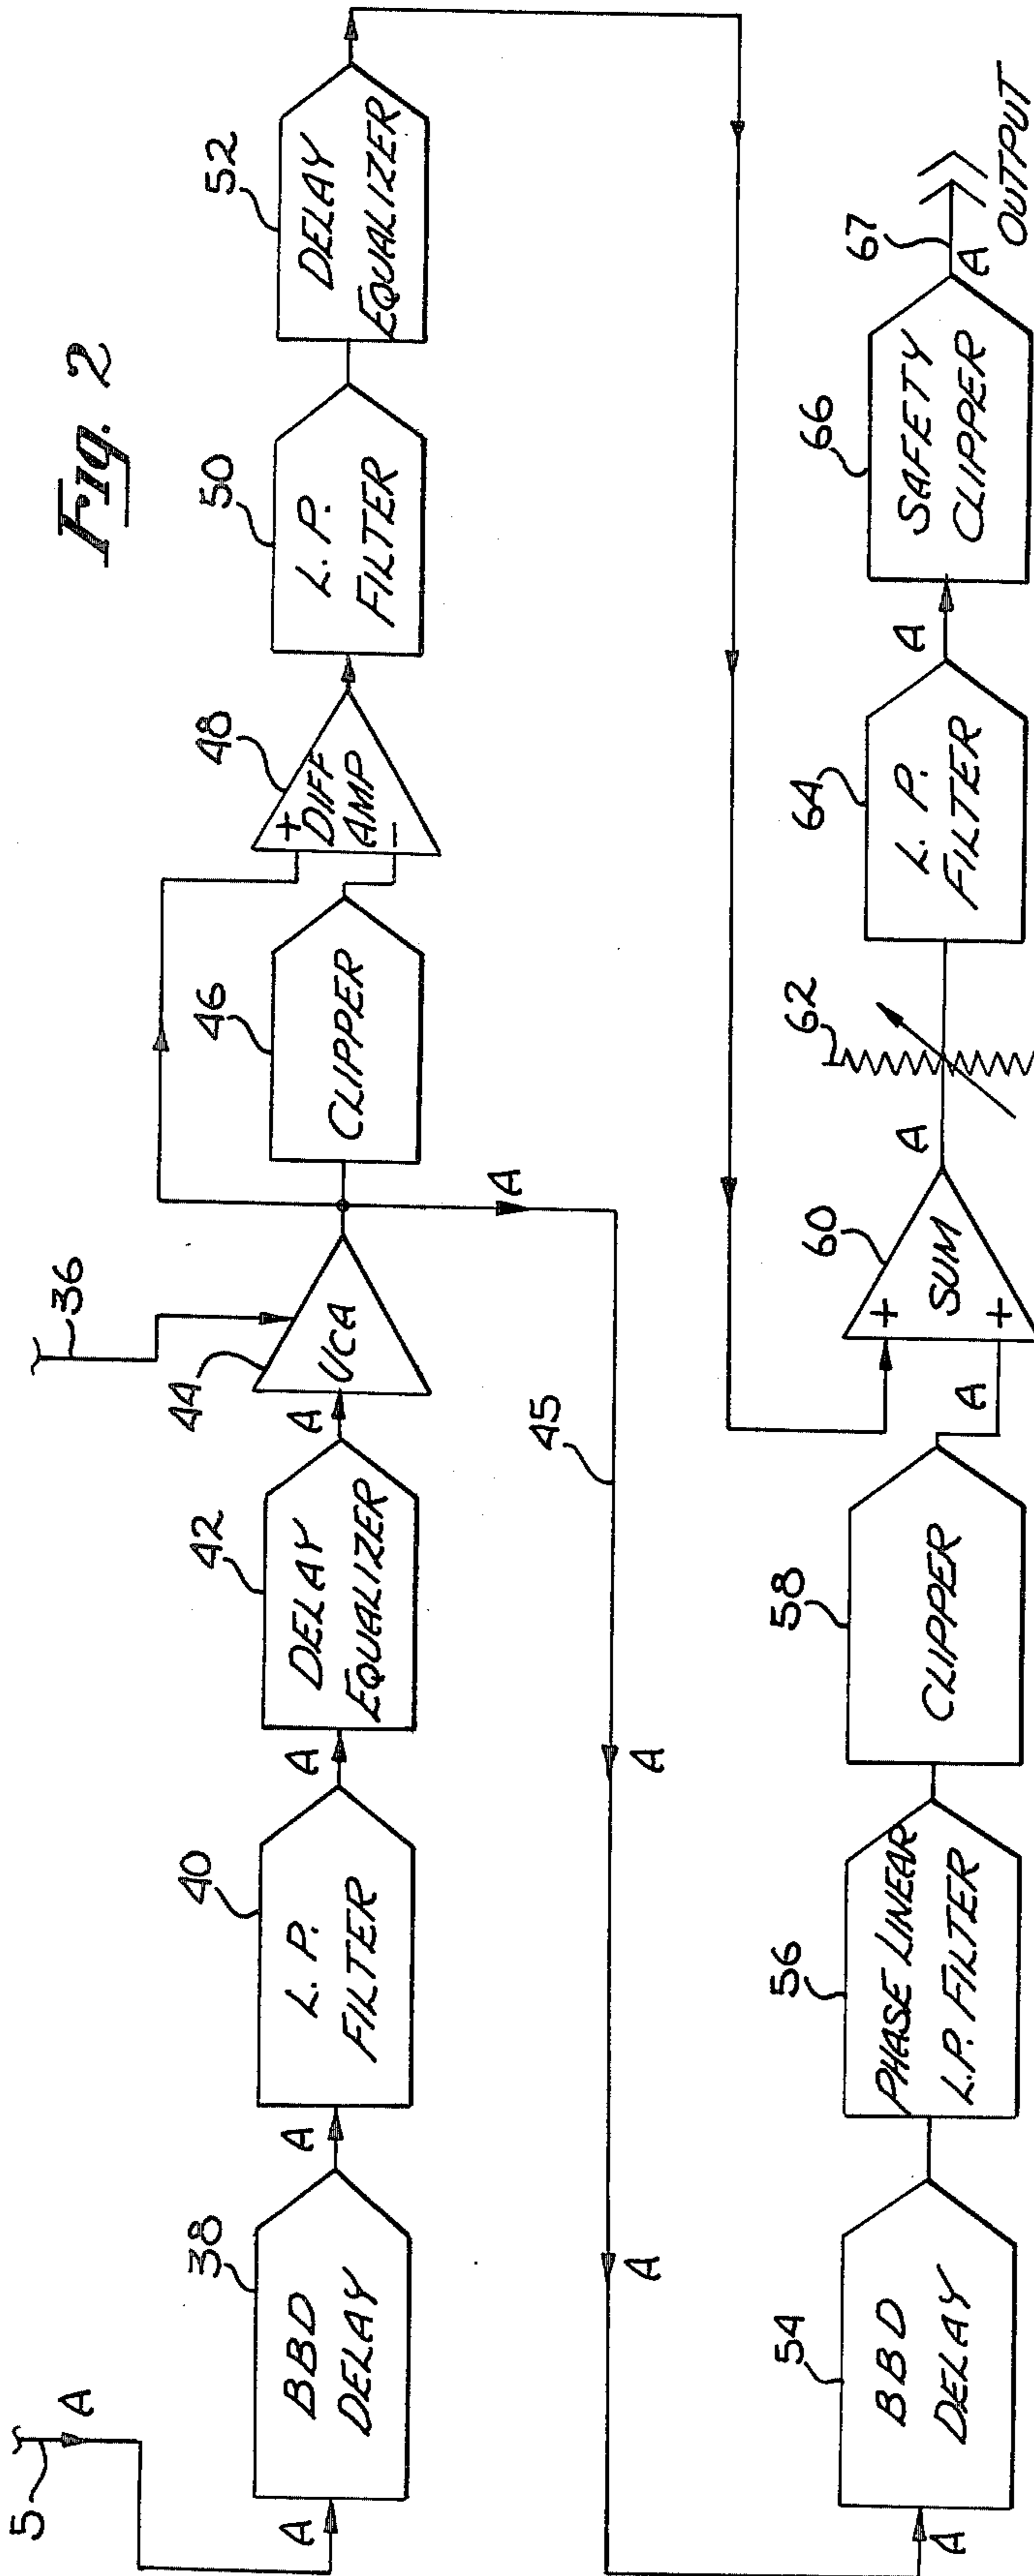 Fig. 2
5
A
A
38
BBD
DELAY
A
40
L. P.
FILTER
A
42
DELAY
EQUALIZER
A
36
44
VCA
A
46
CLIPPER
48
+
DIFF
AMP
−
50
L. P.
FILTER
52
DELAY
EQUALIZER
45
A
A
A
54
BBD
DELAY
56
PHASE LINEAR
L.P. FILTER
58
CLIPPER
A
60
+
SUM
+
A
62
64
L. P.
FILTER
A
66
SAFETY
CLIPPER
67
A
OUTPUT